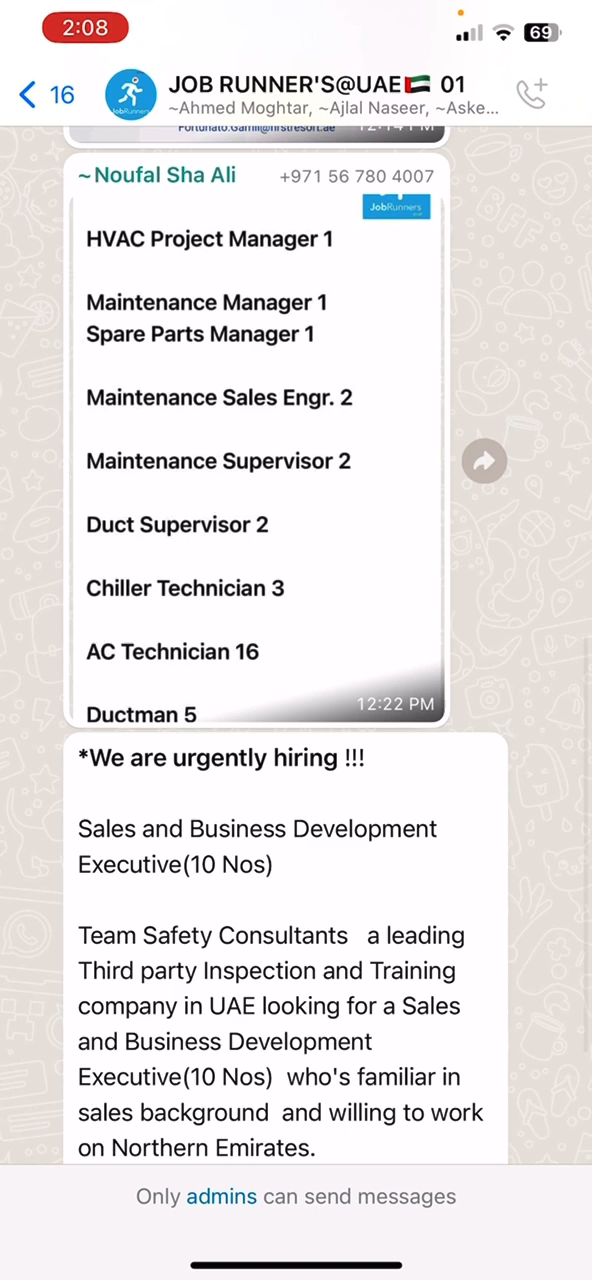 2:08
69
16
JOB RUNNER'S@UAE🇦🇪 01
~Ahmed Moghtar, ~Ajlal Naseer, ~Aske...
JobRunners
12:14 PM
~Noufal Sha Ali +971 56 780 4007
JobRunners
HVAC Project Manager 1
Maintenance Manager 1
Spare Parts Manager 1
Maintenance Sales Engr. 2
Maintenance Supervisor 2
Duct Supervisor 2
Chiller Technician 3
AC Technician 16
Ductman 5
12:22 PM
*We are urgently hiring !!!
Sales and Business Development
Executive(10 Nos)
Team Safety Consultants   a leading
Third party Inspection and Training
company in UAE looking for a Sales
and Business Development
Executive(10 Nos)  who's familiar in
sales background  and willing to work
on Northern Emirates.
Only admins can send messages